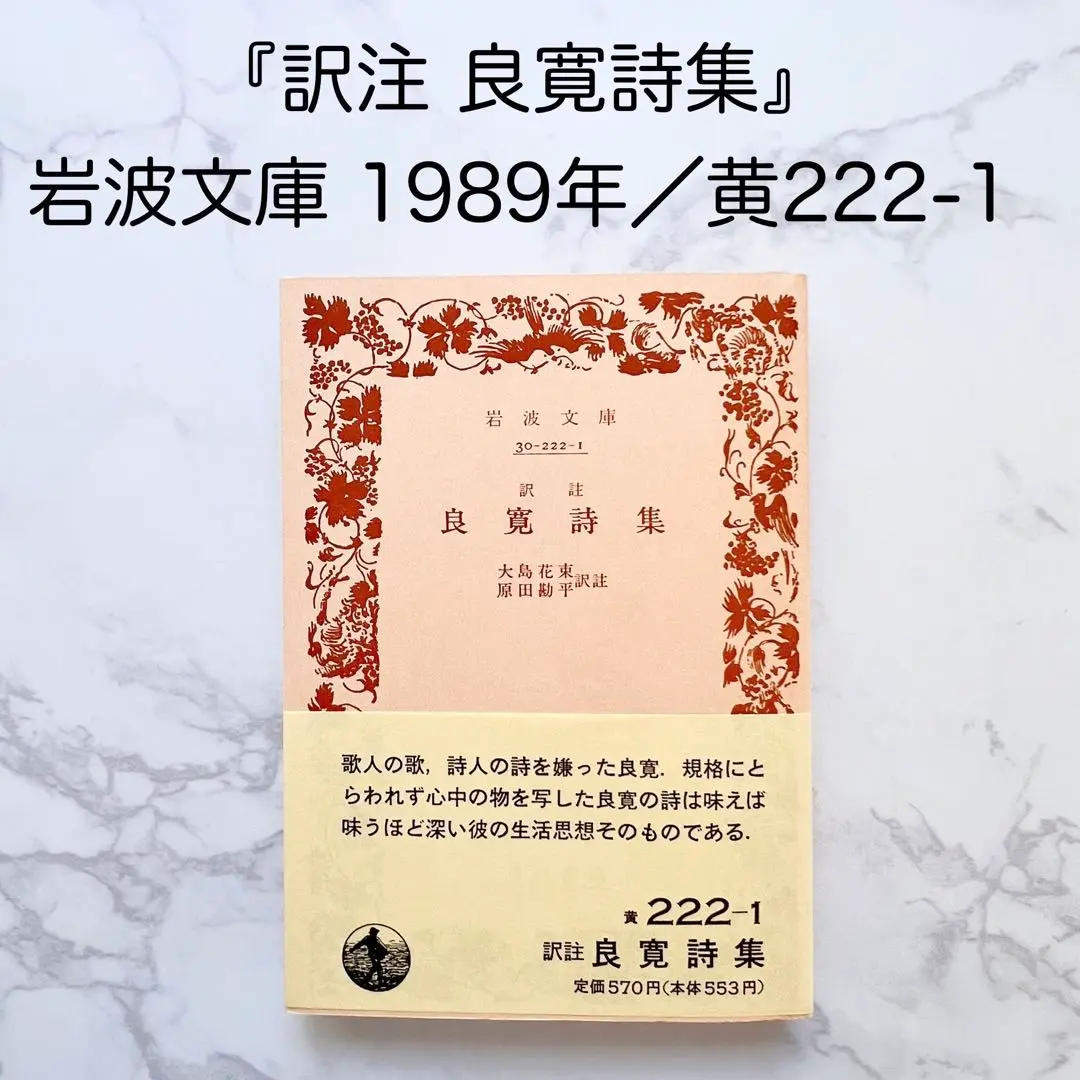 『訳注 良寛詩集』
岩波文庫 1989年／黄222-1
岩波文庫
30-222-1
訳註
良寛詩集
大島花束
原田勘平訳註
歌人の歌，詩人の詩を嫌った良寛．規格にと
らわれず心中の物を写した良寛の詩は味えば
味うほど深い彼の生活思想そのものである．
黄 222-1
訳註 良寛詩集
定価570円(本体553円)